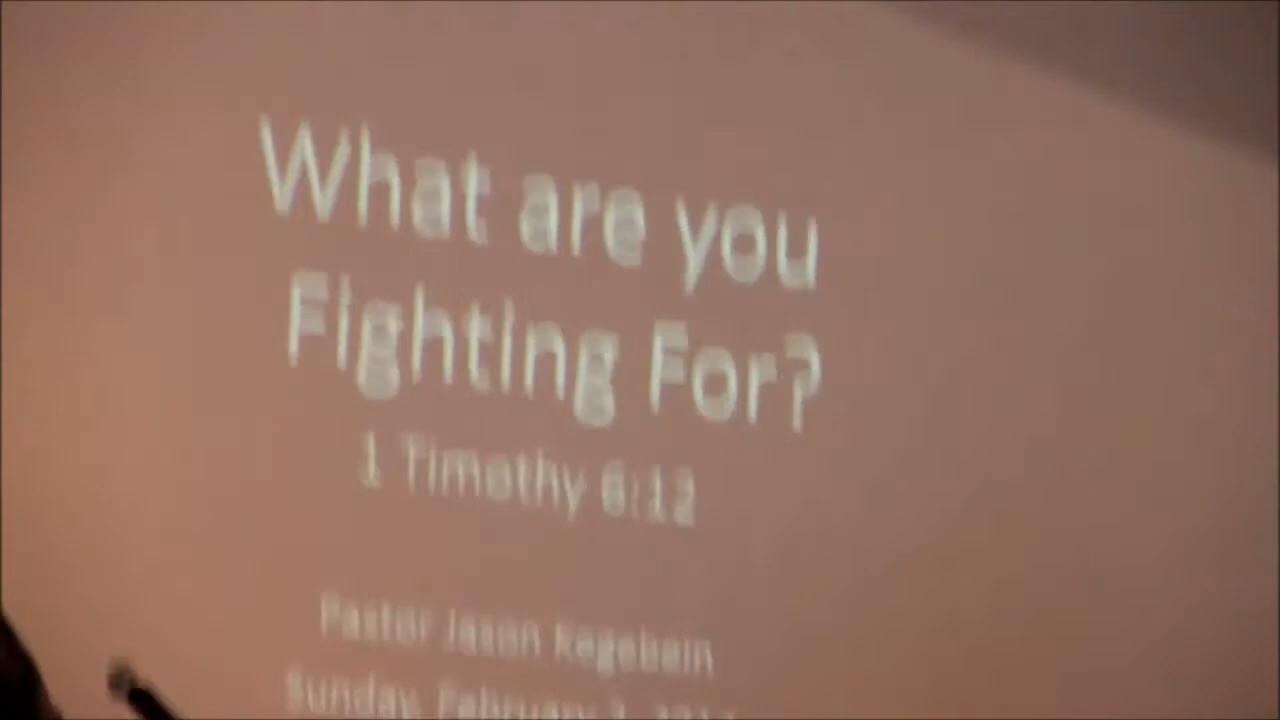 What are you
Fighting For?
1 Timothy 6:12
Pastor Jason
Sunday, February